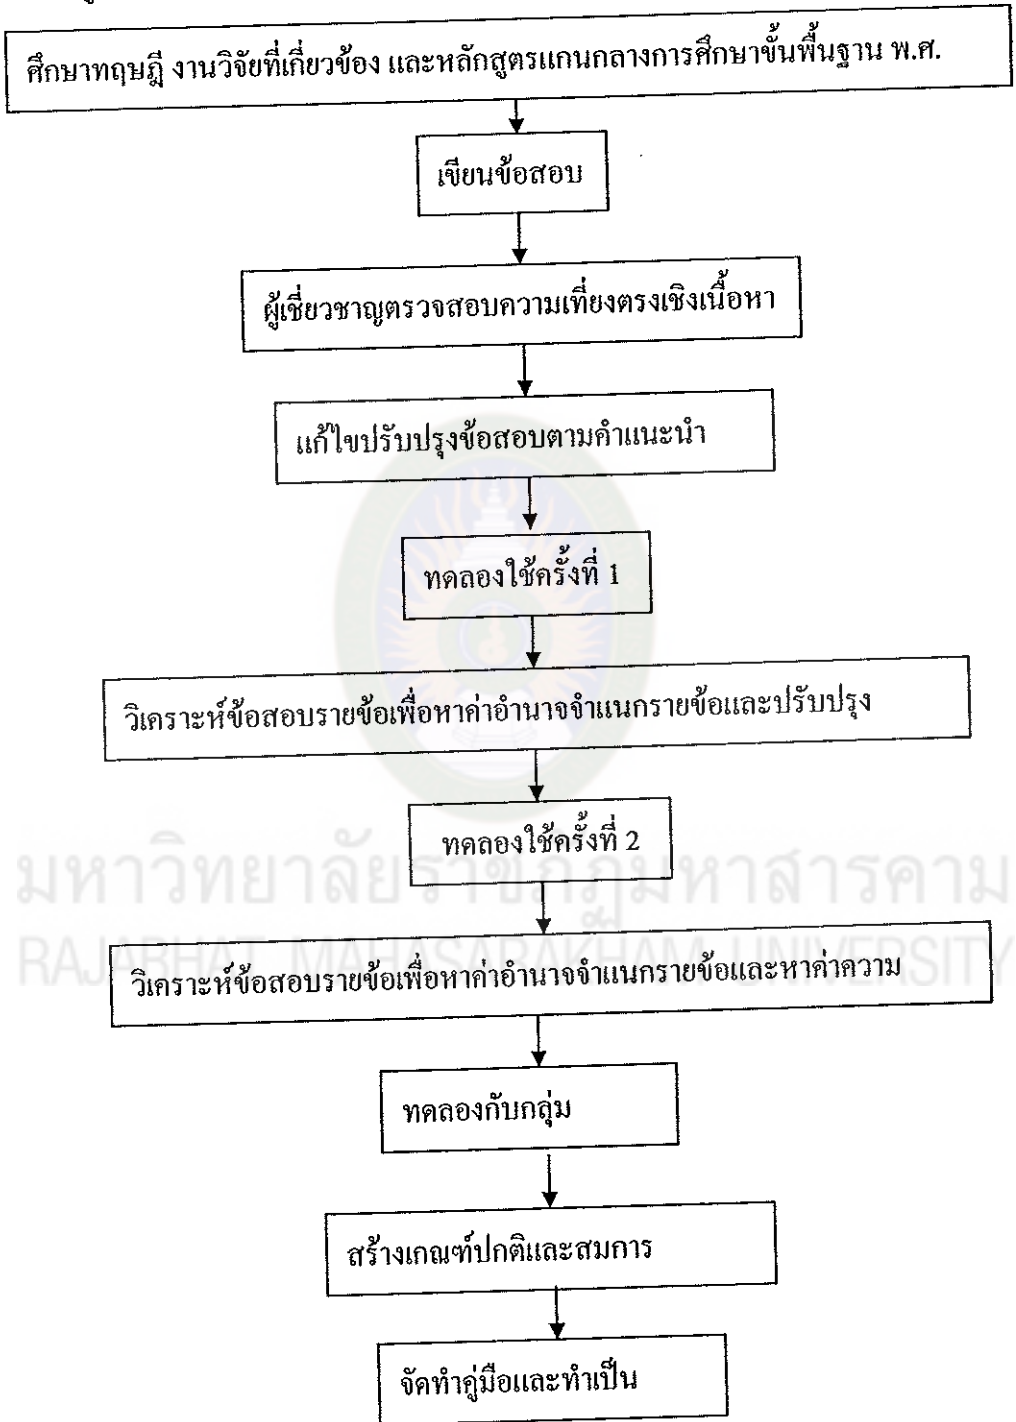 ศึกษาทฤษฎี งานวิจัยที่เกี่ยวข้อง และหลักสูตรแกนกลางการศึกษาขั้นพื้นฐาน พ.ศ.
เขียนข้อสอบ
ผู้เชี่ยวชาญตรวจสอบความเที่ยงตรงเชิงเนื้อหา
แก้ไขปรับปรุงข้อสอบตามคำแนะนำ
ทดลองใช้ครั้งที่ 1
วิเคราะห์ข้อสอบรายข้อเพื่อหาค่าอำนาจจำแนกรายข้อและปรับปรุง
ทดลองใช้ครั้งที่ 2
มหาวิทยาลัยราชภัฏมหาสารคาม
RAJABHAT MAHASARAKHAM UNIVERSITY
วิเคราะห์ข้อสอบรายข้อเพื่อหาค่าอำนาจจำแนกรายข้อและหาค่าความ
ทดลองกับกลุ่ม
สร้างเกณฑ์ปกติและสมการ
จัดทำคู่มือและทำเป็น